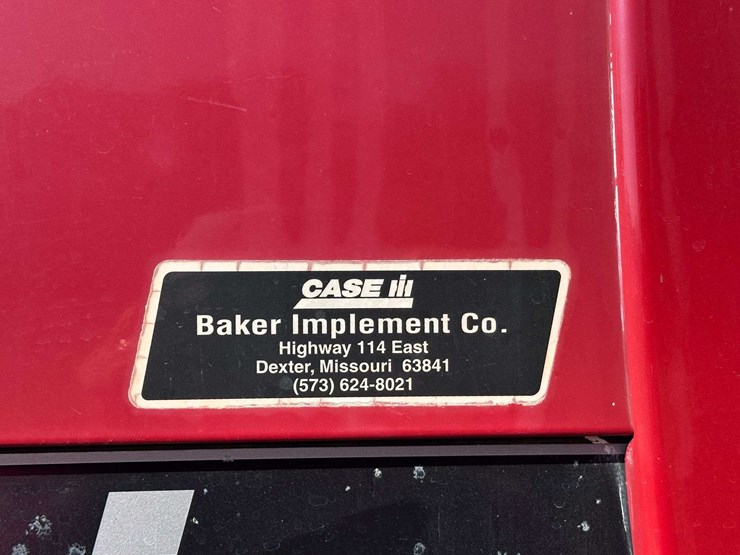 CASE IH
Baker Implement Co.
Highway 114 East
Dexter, Missouri 63841
(573) 624-8021